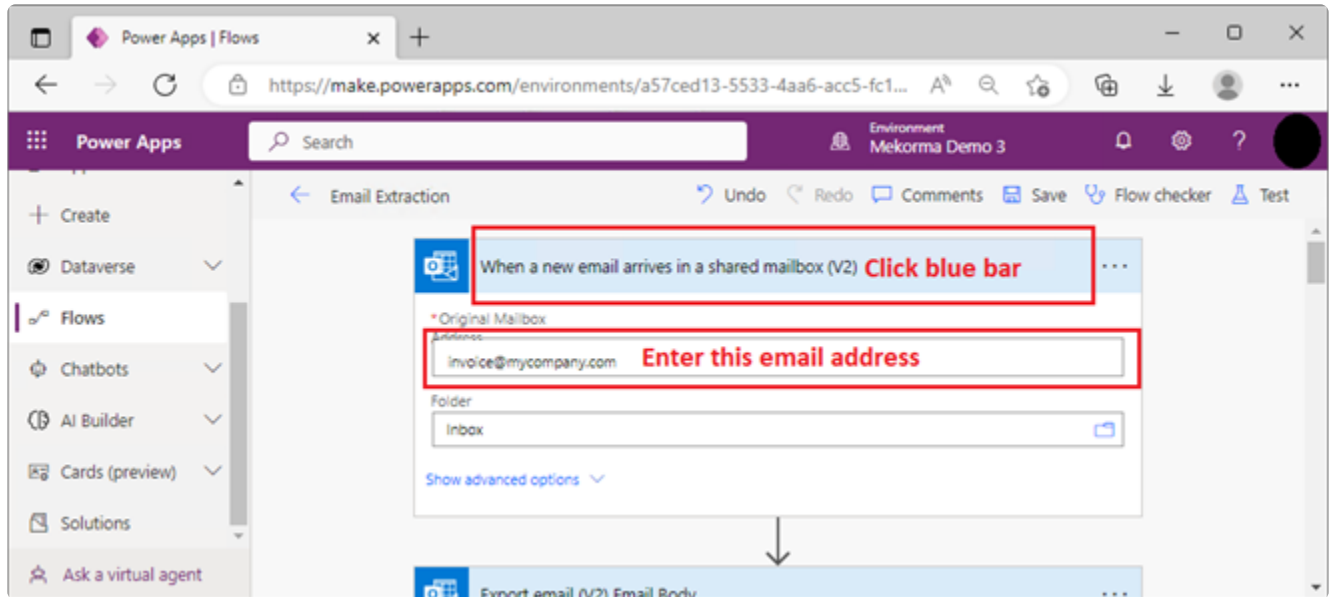 Power Apps | Flows
https://make.powerapps.com/environments/a57ced13-5533-4aa6-acc5-fc1...
Power Apps
Search
Environment
Mekorma Demo 3
Email Extraction
Undo
Redo
Comments
Save
Flow checker
Test
Create
Dataverse
Flows
Chatbots
AI Builder
Cards (preview)
Solutions
Ask a virtual agent
When a new email arrives in a shared mailbox (V2) Click blue bar
*Original Mailbox
Address
invoice@mycompany.com Enter this email address
Folder
Inbox
Show advanced options
Export email (V2) Email Body